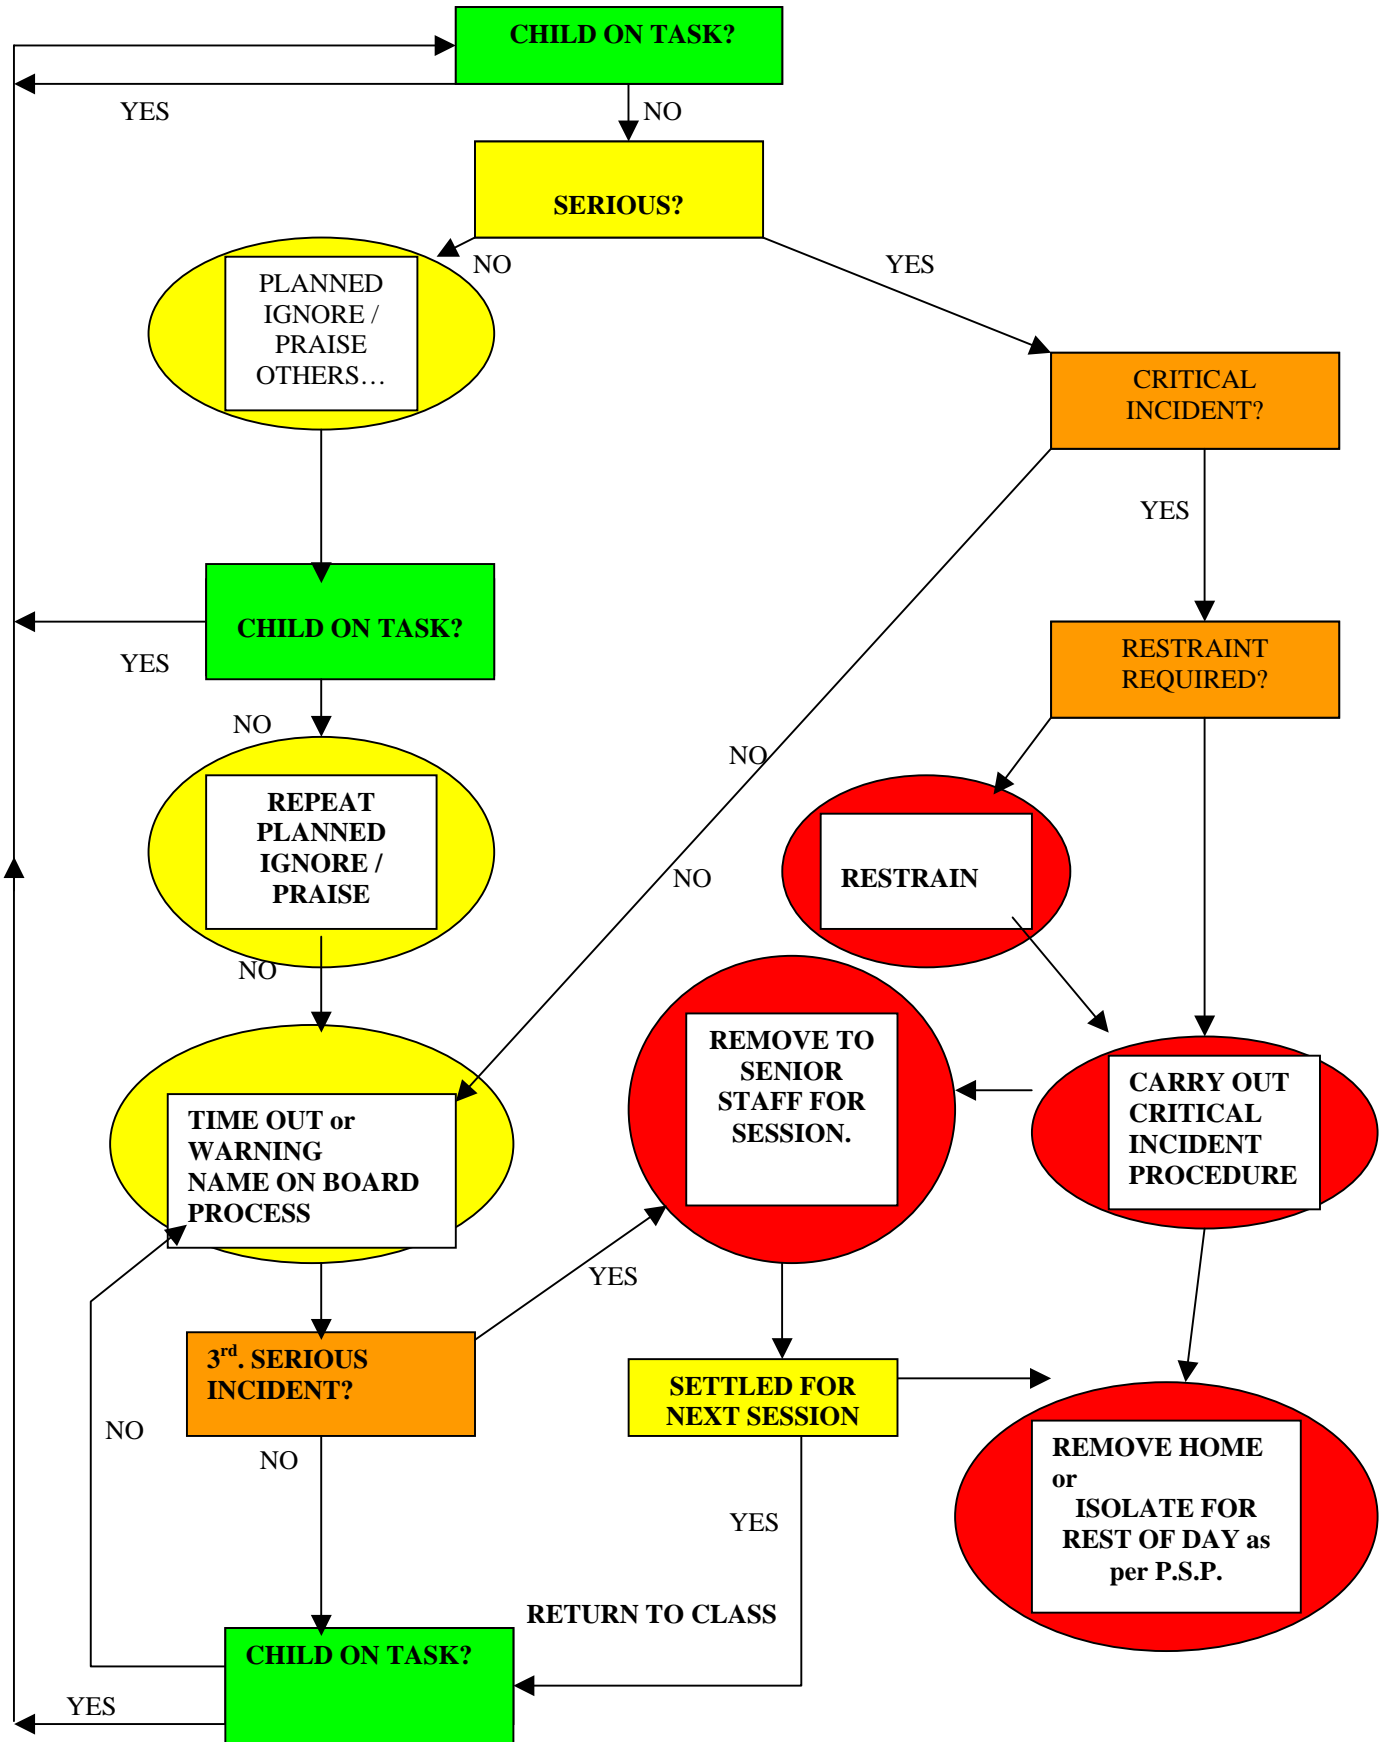 CHILD ON TASK?
YES
NO
SERIOUS?
NO
YES
PLANNED
IGNORE /
PRAISE
OTHERS…
CRITICAL
INCIDENT?
YES
CHILD ON TASK?
YES
RESTRAINT
REQUIRED?
NO
NO
REPEAT
PLANNED
IGNORE /
PRAISE
NO
RESTRAIN
NO
REMOVE TO
SENIOR
STAFF FOR
SESSION.
CARRY OUT
CRITICAL
INCIDENT
PROCEDURE
TIME OUT or
WARNING
NAME ON BOARD
PROCESS
YES
3rd. SERIOUS
INCIDENT?
SETTLED FOR
NEXT SESSION
NO
NO
YES
REMOVE HOME
or
ISOLATE FOR
REST OF DAY as
per P.S.P.
RETURN TO CLASS
CHILD ON TASK?
YES